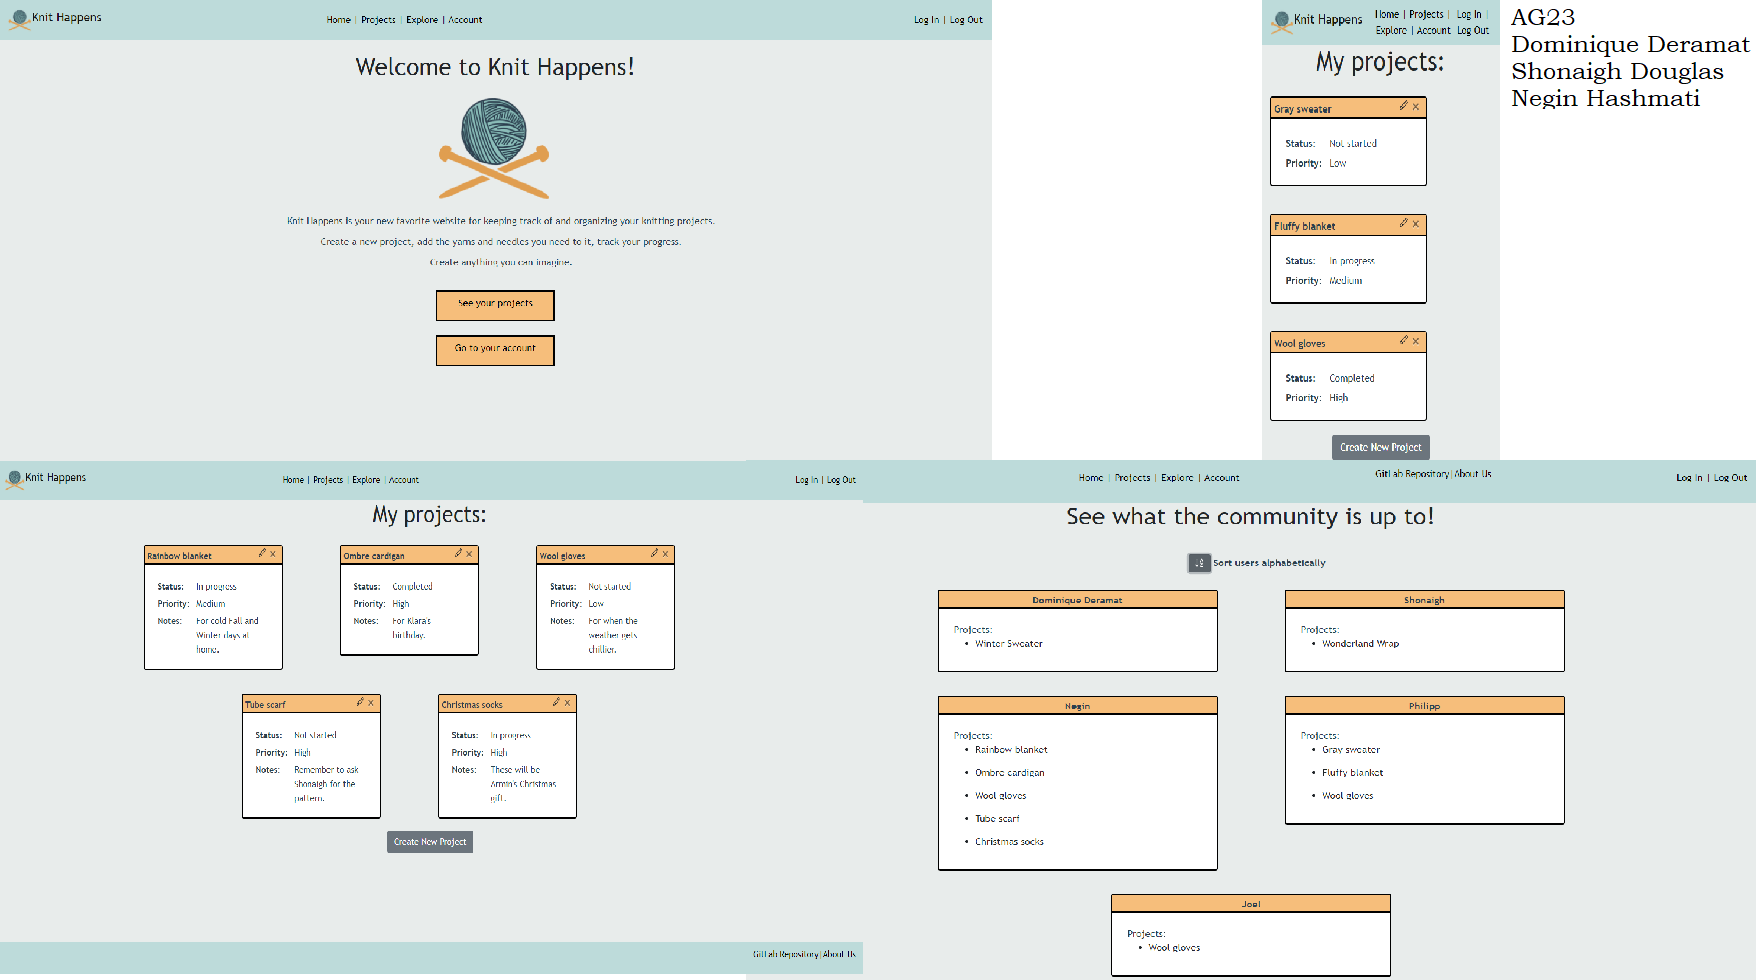 Knit Happens
Home | Projects | Explore | Account
Log In | Log Out
Welcome to Knit Happens!
Knit Happens is your new favorite website for keeping track of and organizing your knitting projects.
Create a new project, add the yarns and needles you need to it, track your progress.
Create anything you can imagine.
See your projects
Go to your account
Knit Happens
Home | Projects |
Explore | Account
Log In |
Log Out
My projects:
Gray sweater
Status: Not started
Priority: Low
Fluffy blanket
Status: In progress
Priority: Medium
Wool gloves
Status: Completed
Priority: High
Create New Project
AG23
Dominique Deramat
Shonaigh Douglas
Negin Hashmati
Knit Happens
Home | Projects | Explore | Account
Log In | Log Out
My projects:
Rainbow blanket
Status: In progress
Priority: Medium
Notes: For cold Fall and
Winter days at
home.
Ombre cardigan
Status: Completed
Priority: High
Notes: For Klara's
birthday.
Wool gloves
Status: Not started
Priority: Low
Notes: For when the
weather gets
chillier.
Tube scarf
Status: Not started
Priority: High
Notes: Remember to ask
Shonaigh for the
pattern.
Christmas socks
Status: In progress
Priority: High
Notes: These will be
Armin's Christmas
gift.
Create New Project
GitLab Repository|About Us
Home | Projects | Explore | Account
GitLab Repository|About Us
Log In | Log Out
See what the community is up to!
Sort users alphabetically
Dominique Deramat
Projects:
• Winter Sweater
Shonaigh
Projects:
• Wonderland Wrap
Negin
Projects:
• Rainbow blanket
• Ombre cardigan
• Wool gloves
• Tube scarf
• Christmas socks
Philipp
Projects:
• Gray sweater
• Fluffy blanket
• Wool gloves
Joel
Projects:
• Wool gloves